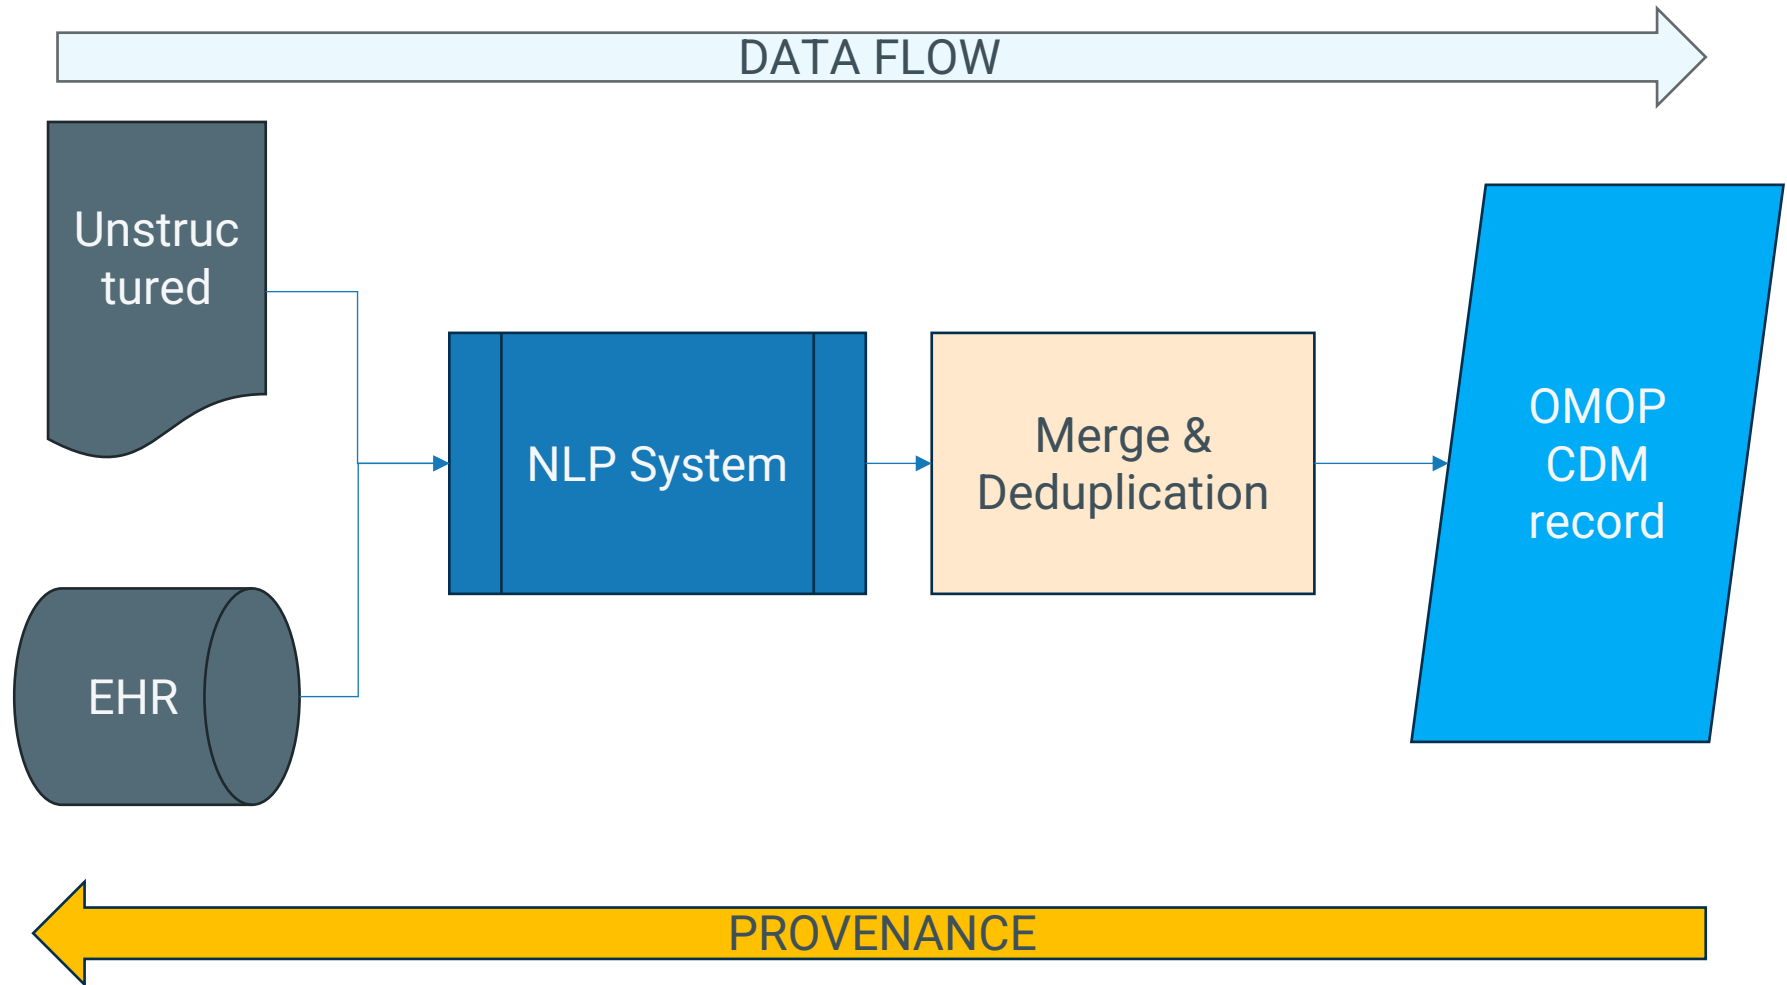 DATA FLOW
Unstruc
tured
NLP System
Merge &
Deduplication
OMOP
CDM
record
EHR
PROVENANCE